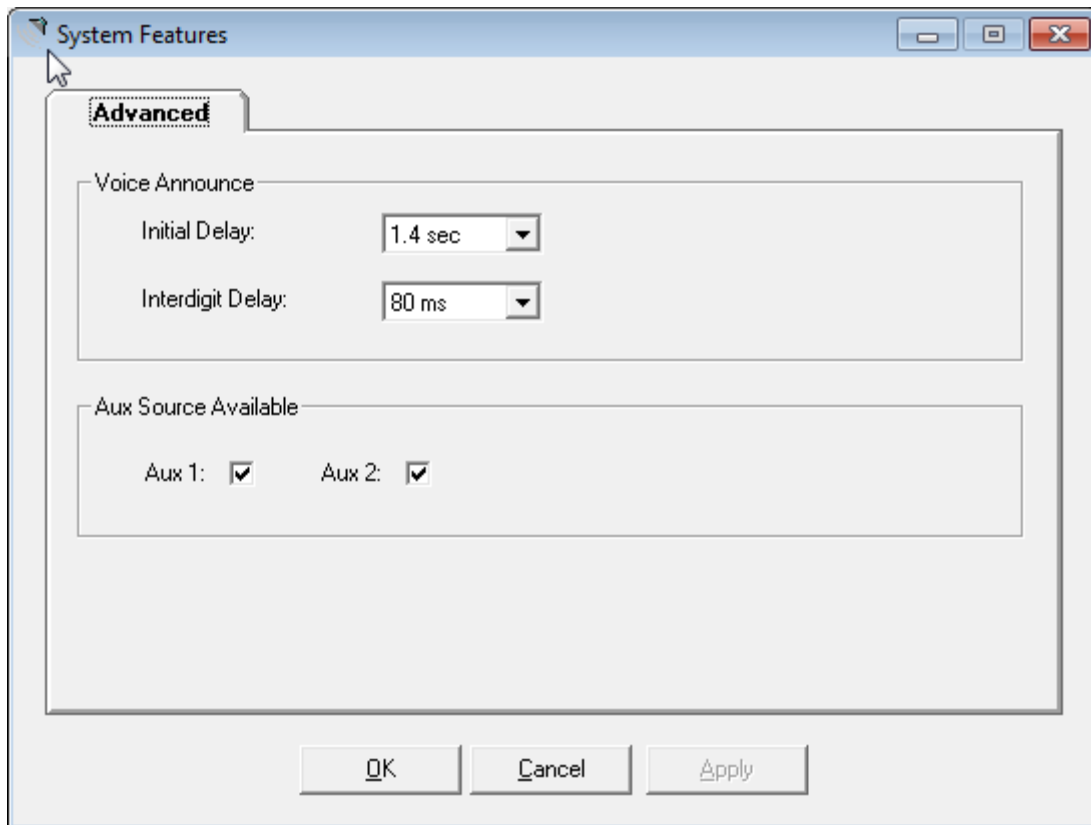 System Features
Advanced
Voice Announce
Initial Delay: 1.4 sec
Interdigit Delay: 80 ms
Aux Source Available
Aux 1: Aux 2:
OK Cancel Apply